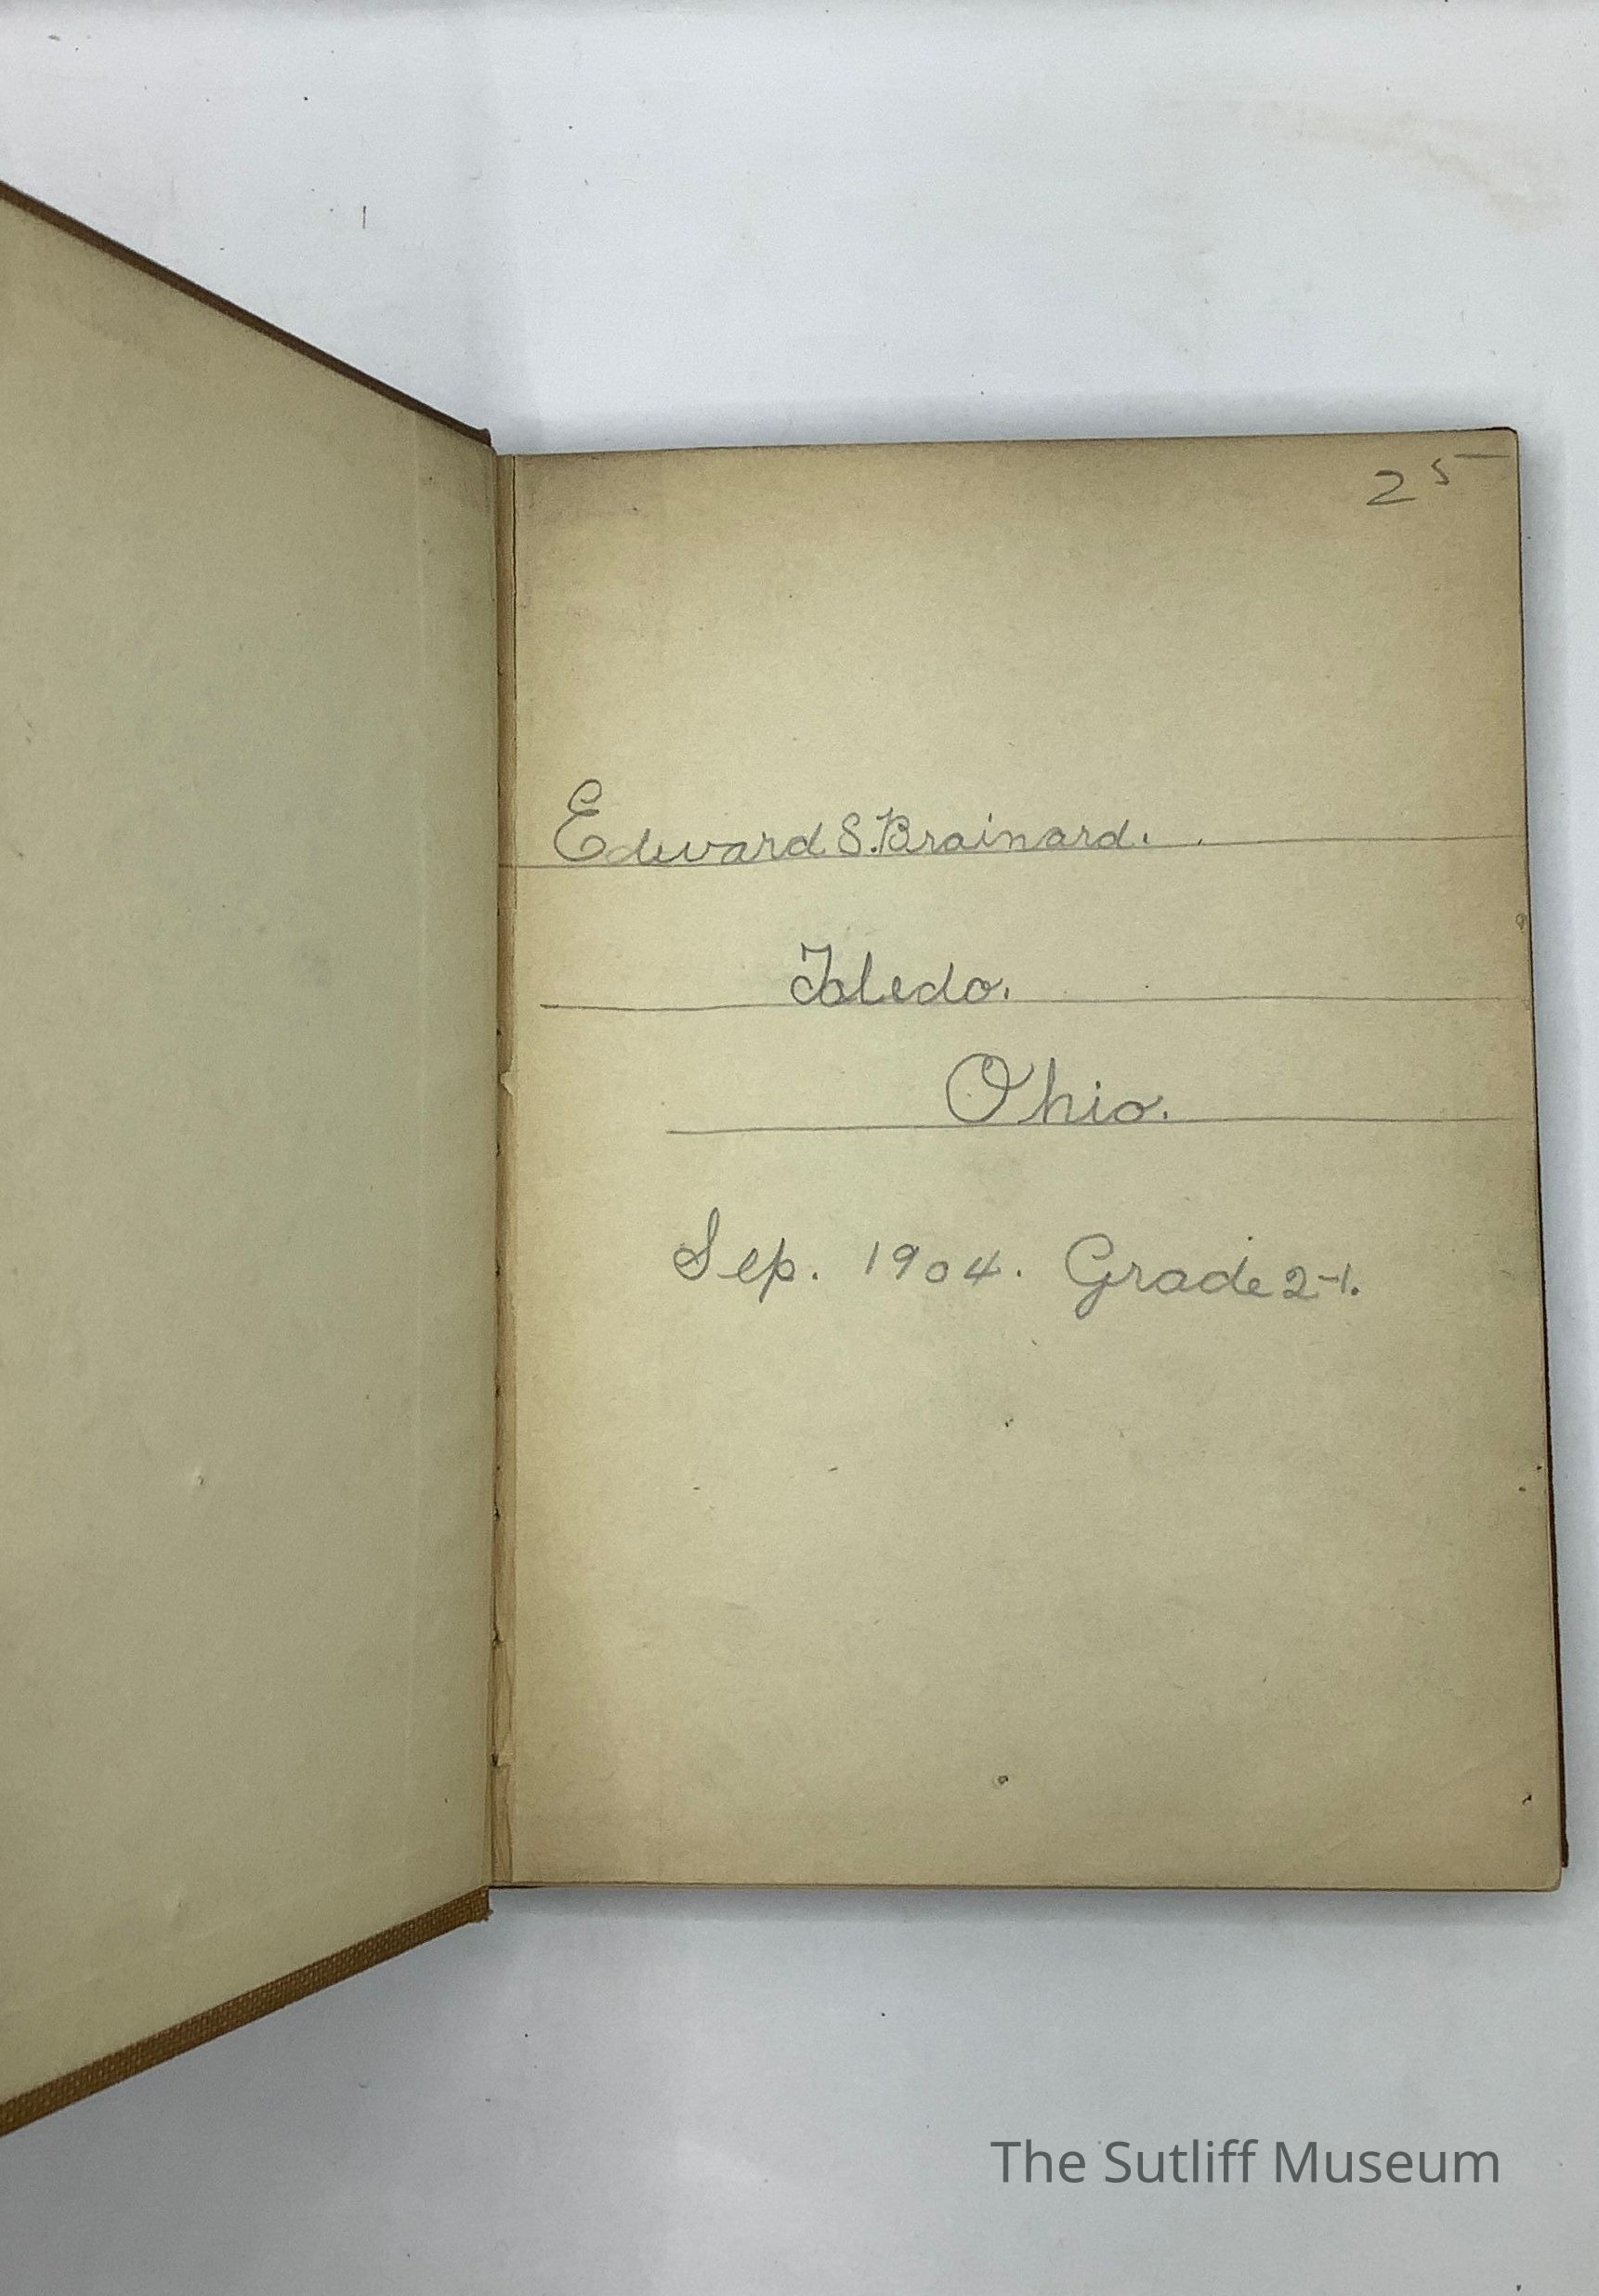 25
Edward S. Brainard.
Toledo.
Ohio.
Sep. 1904. Grade 2-1.
The Sutliff Museum